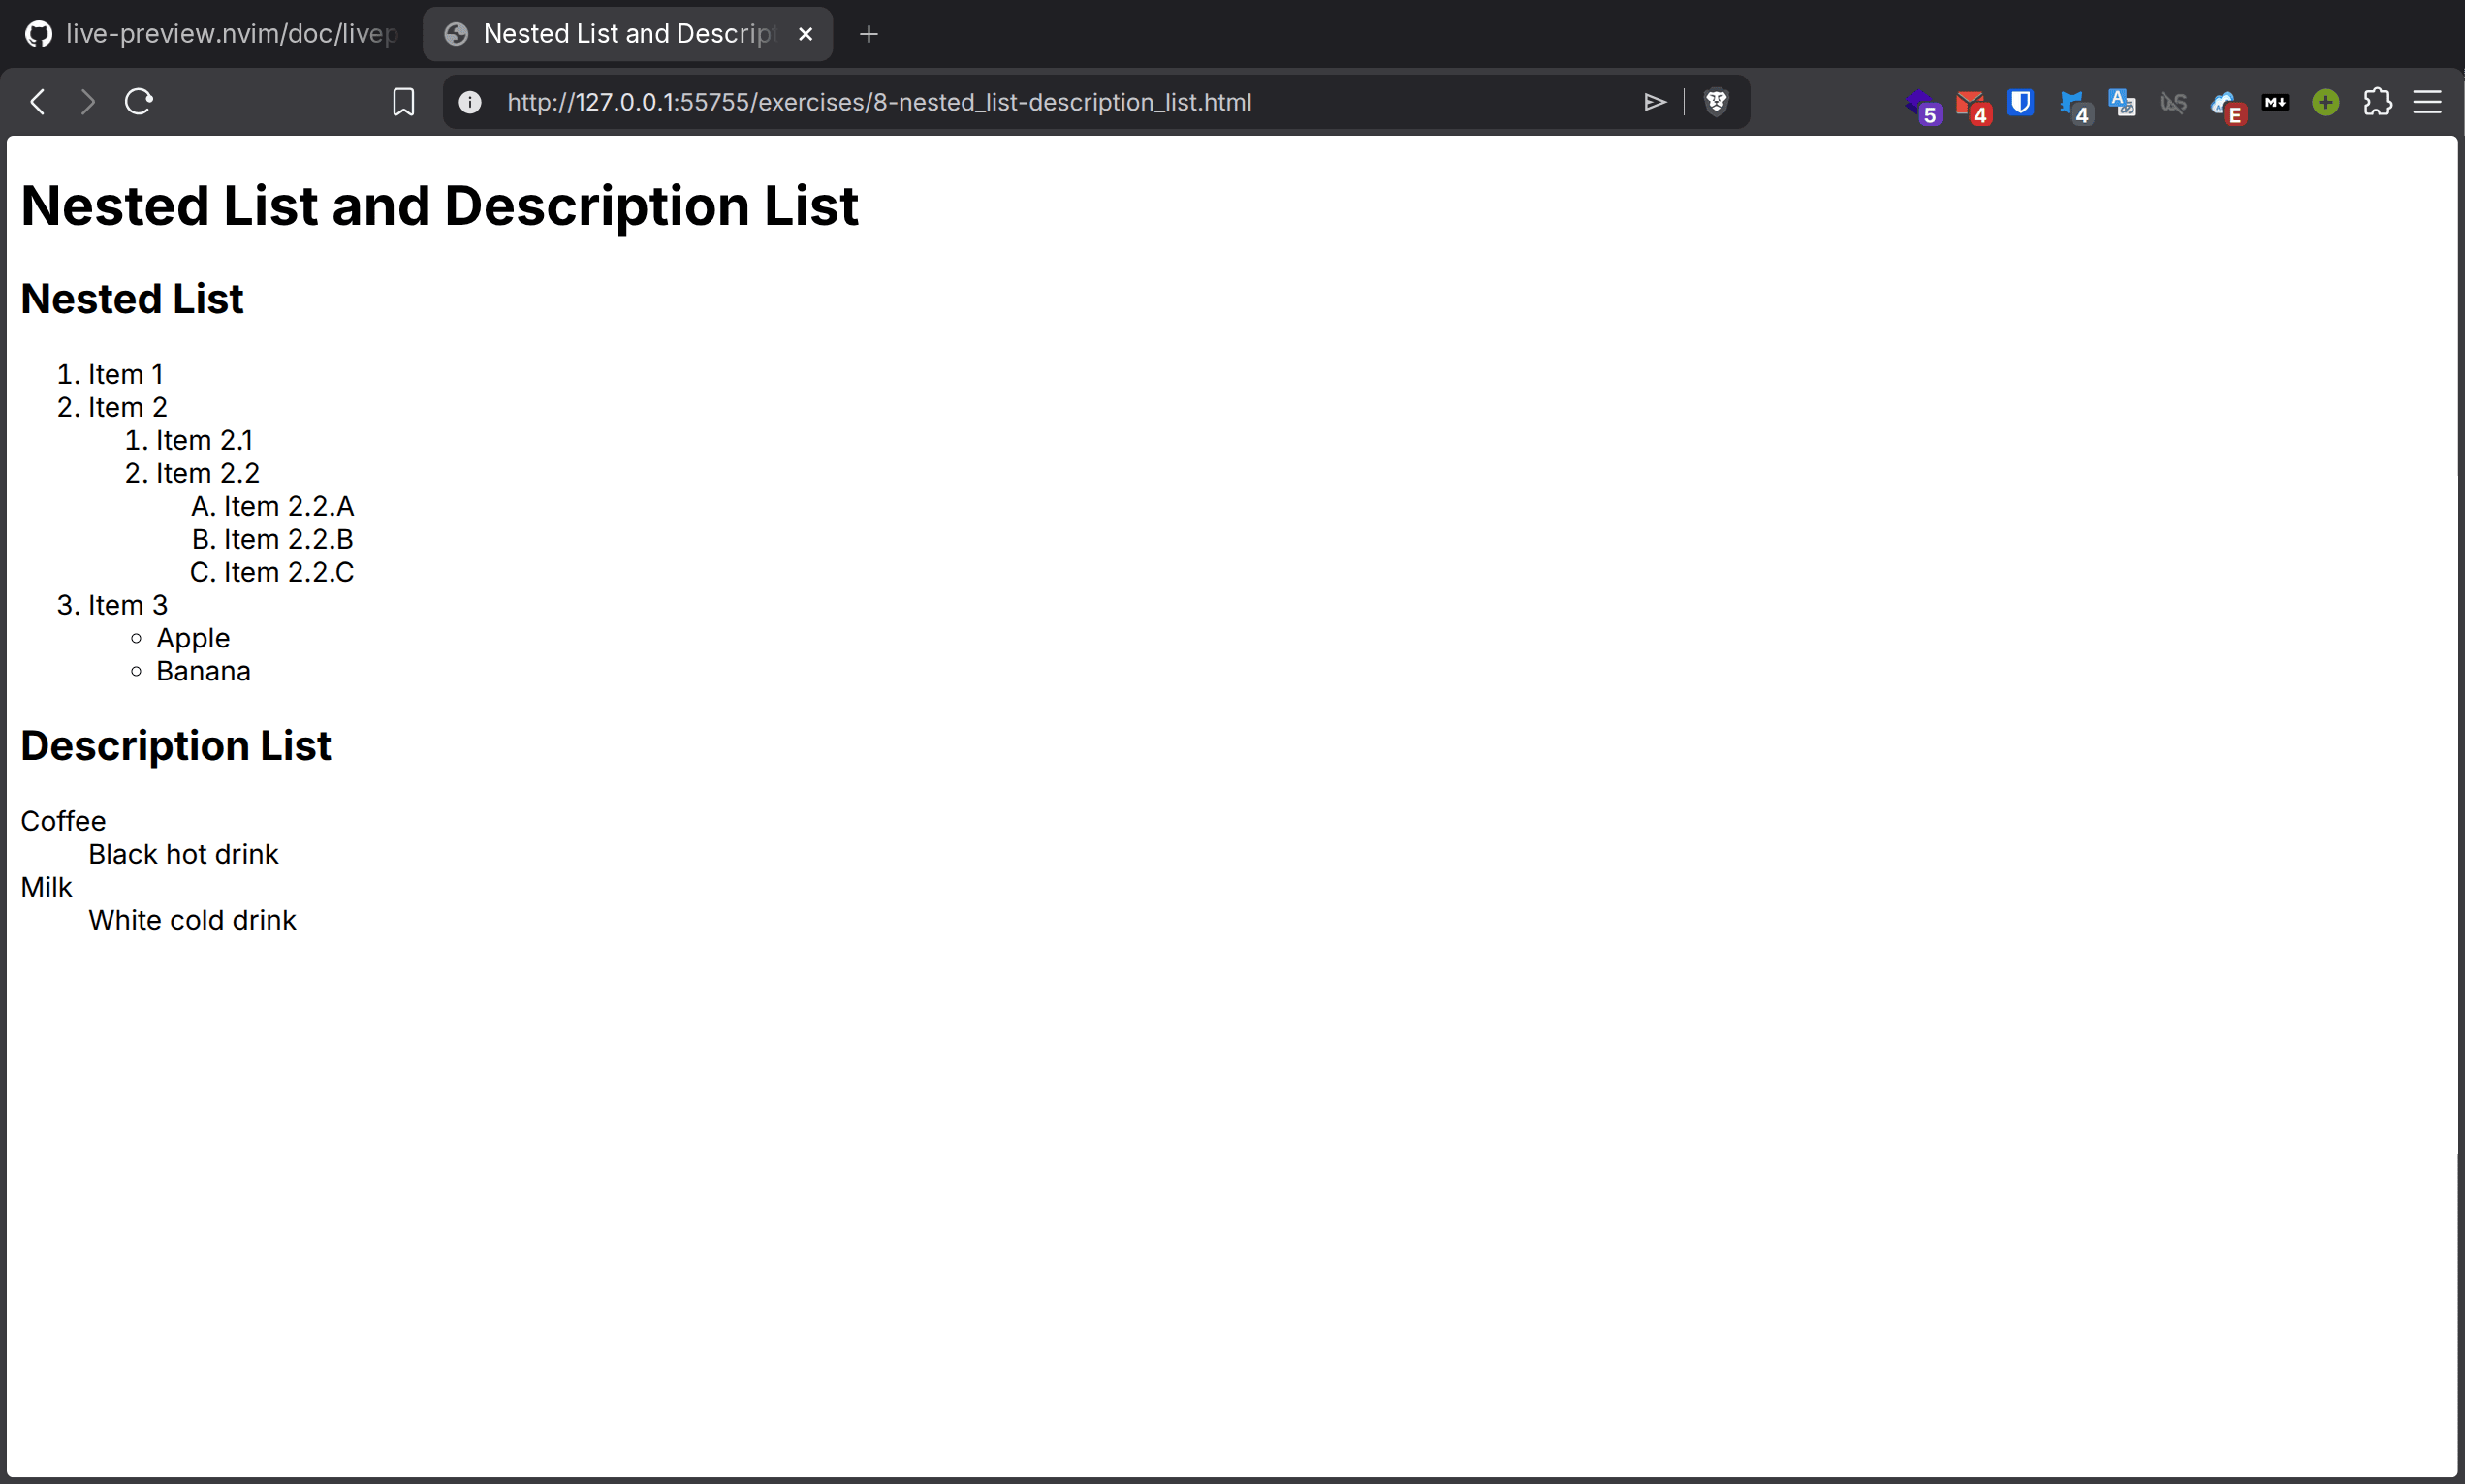 live-preview.nvim/doc/livep
Nested List and Descript
http://127.0.0.1:55755/exercises/8-nested_list-description_list.html
5
4
4
A
E
M
Nested List and Description List
Nested List
1. Item 1
2. Item 2
1. Item 2.1
2. Item 2.2
A. Item 2.2.A
B. Item 2.2.B
C. Item 2.2.C
3. Item 3
Apple
Banana
Description List
Coffee
Black hot drink
Milk
White cold drink